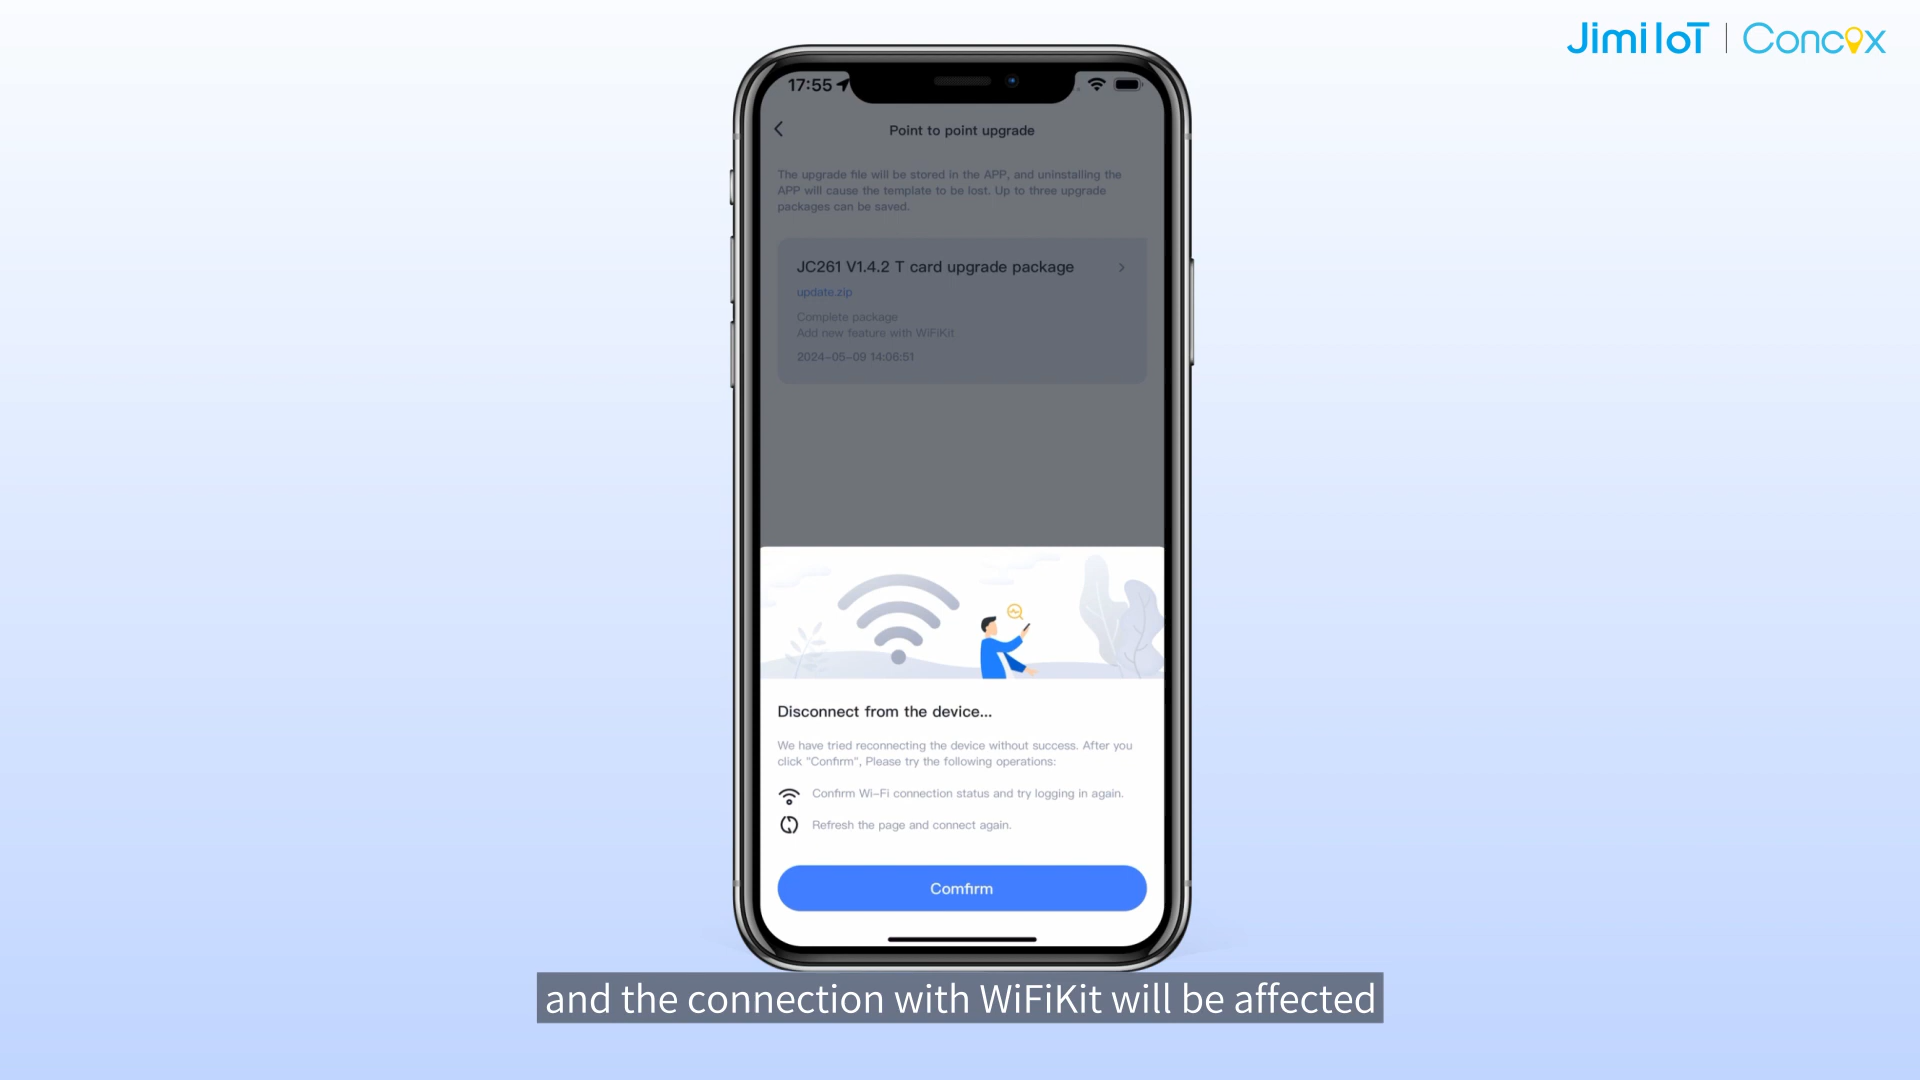 JimiIoT | Concox
17:55
Point to point upgrade
The upgrade file will be stored in the APP, and uninstalling the
APP will cause the template to be lost. Up to three upgrade
packages can be saved.
JC261 V1.4.2 T card upgrade package
update.zip
Complete package
Add new feature with WiFiKit
2024-05-09 14:06:51
Disconnect from the device...
We have tried reconnecting the device without success. After you
click "Confirm", Please try the following operations:
Confirm Wi-Fi connection status and try logging in again.
Refresh the page and connect again.
Comfirm
and the connection with WiFiKit will be affected